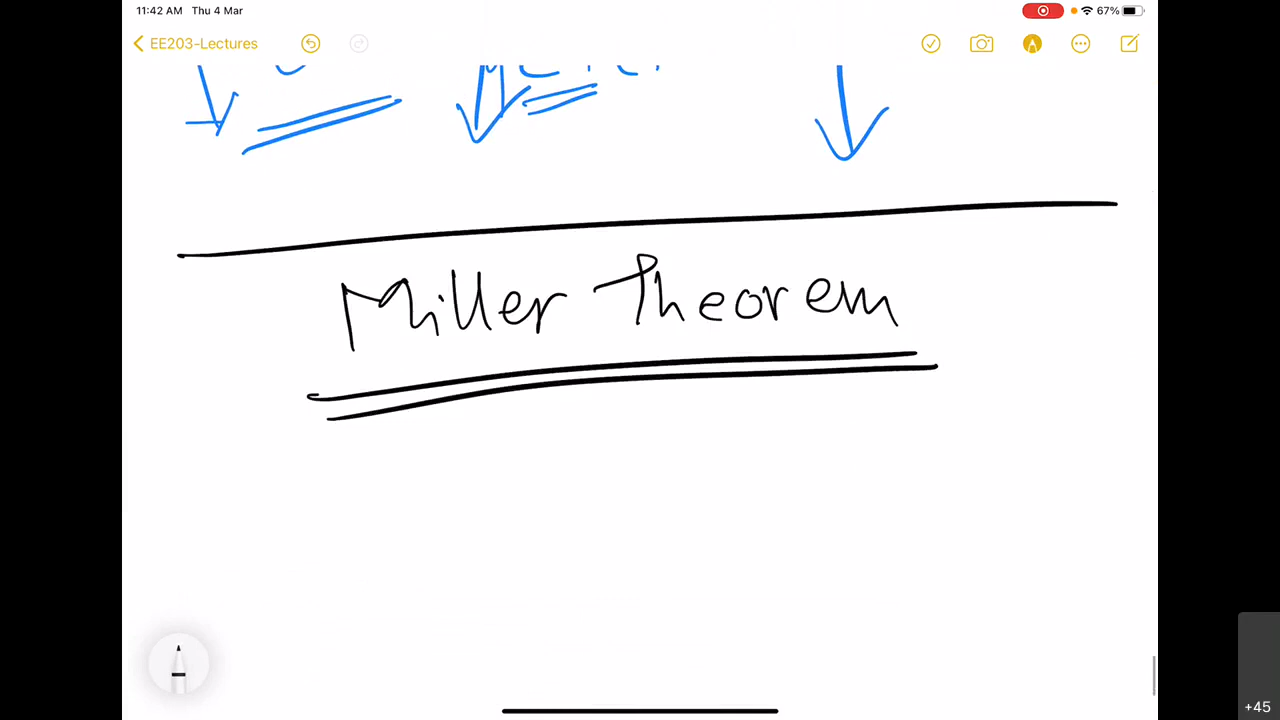 11:42 AM Thu 4 Mar
67%
EE203-Lectures
Miller Theorem
+45